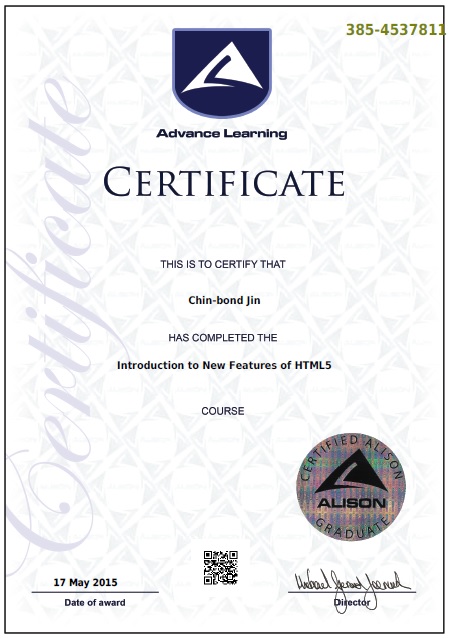 385-4537811
Advance Learning
CERTIFICATE
Certificate
THIS IS TO CERTIFY THAT
Chin-bond Jin
HAS COMPLETED THE
Introduction to New Features of HTML5
COURSE
CERTIFIED ALISON
ALISON
GRADUATE
17 May 2015
Date of award
Director